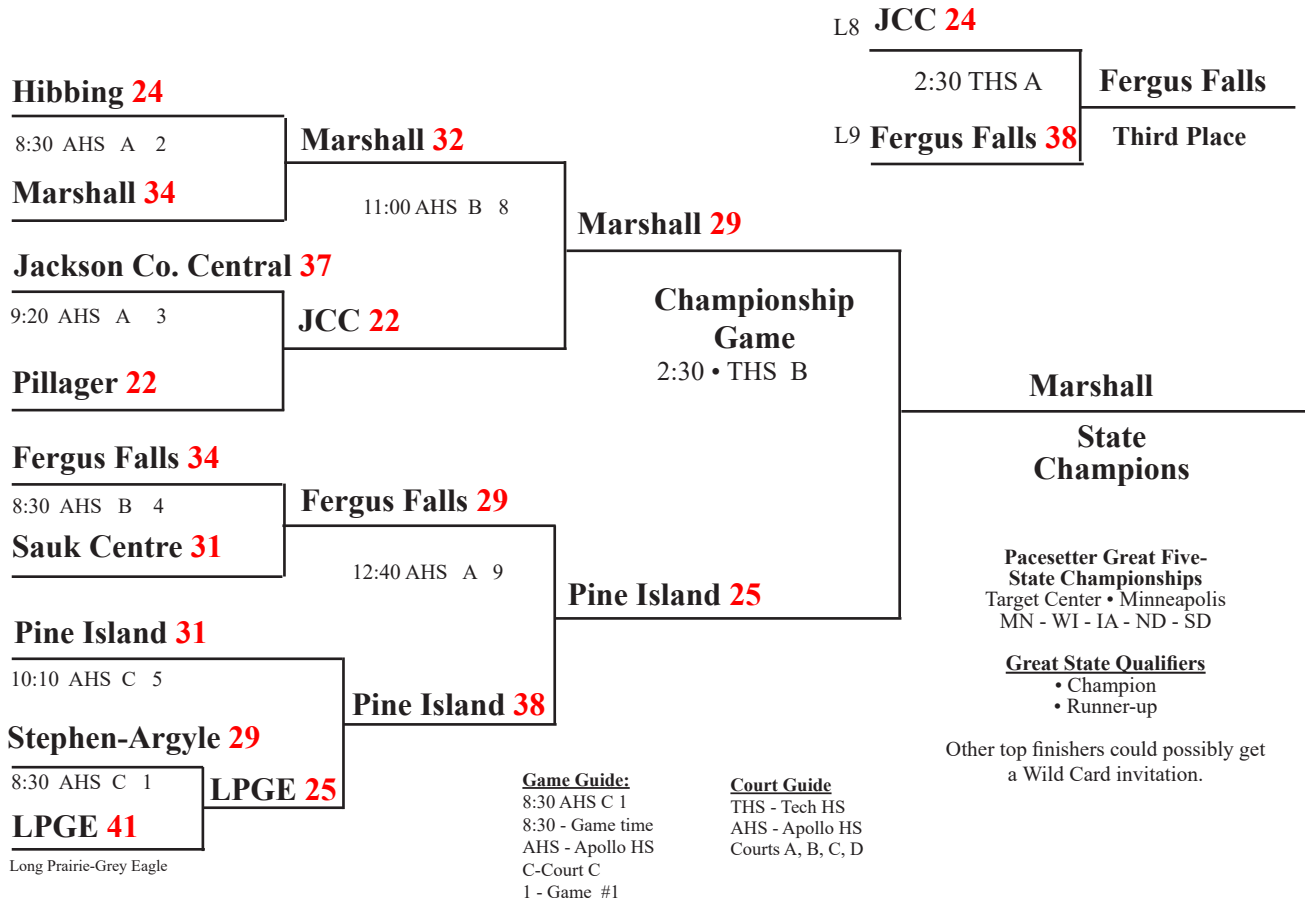 L8 JCC 24
2:30 THS A
Fergus Falls
L9 Fergus Falls 38
Third Place
Hibbing 24
8:30 AHS A 2
Marshall 34
Marshall 32
11:00 AHS B 8
Jackson Co. Central 37
9:20 AHS A 3
Pillager 22
JCC 22
Marshall 29
Championship
Game
2:30 • THS B
Marshall
State
Champions
Fergus Falls 34
8:30 AHS B 4
Sauk Centre 31
Fergus Falls 29
12:40 AHS A 9
Pine Island 25
Pine Island 31
10:10 AHS C 5
Pine Island 38
Stephen-Argyle 29
8:30 AHS C 1
LPGE 25
LPGE 41
Long Prairie-Grey Eagle
Game Guide:
8:30 AHS C 1
8:30 - Game time
AHS - Apollo HS
C-Court C
1 - Game #1
Court Guide
THS - Tech HS
AHS - Apollo HS
Courts A, B, C, D
Pacesetter Great Five-
State Championships
Target Center • Minneapolis
MN - WI - IA - ND - SD
Great State Qualifiers
• Champion
• Runner-up
Other top finishers could possibly get
a Wild Card invitation.